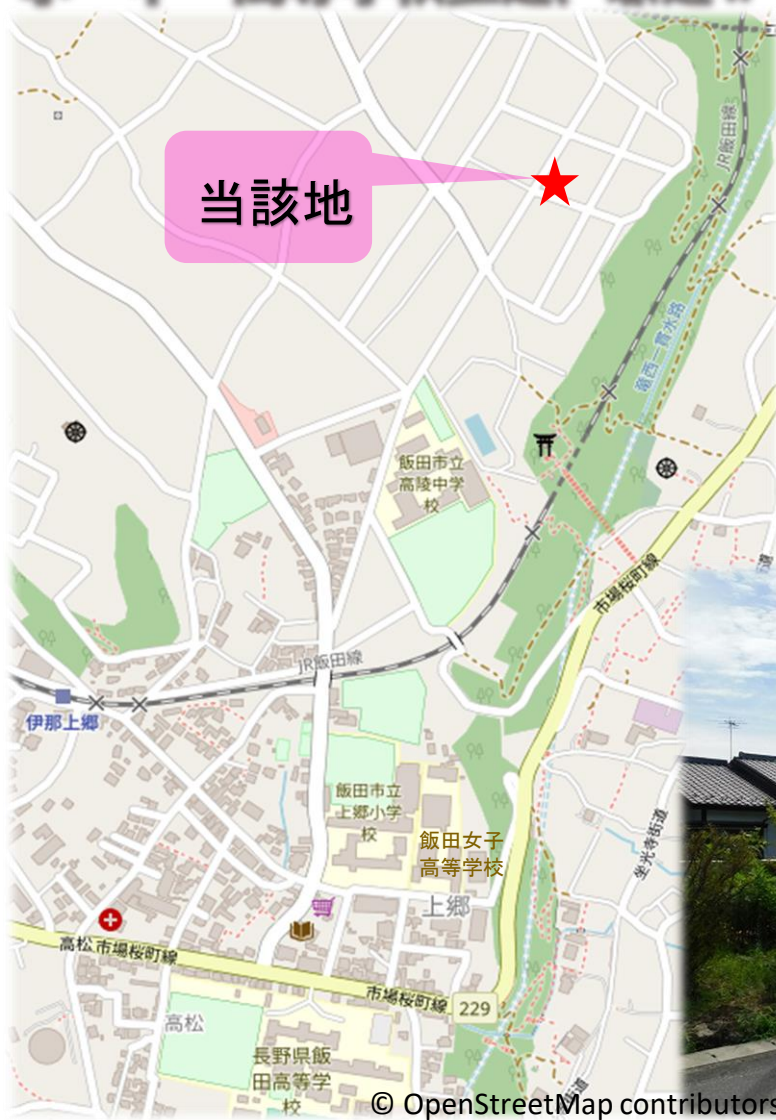 当該地
JR飯田線
竜西一貫水路
飯田市立
高陵中学
校
市場桜町線
JR飯田線
伊那上郷
飯田市立
上郷小学
校
飯田女子
高等学校
坐光寺街道
上郷
高松
市場桜町線
市場桜町線
229
高松
長野県飯
田高等学
校
街道
© OpenStreetMap contributors